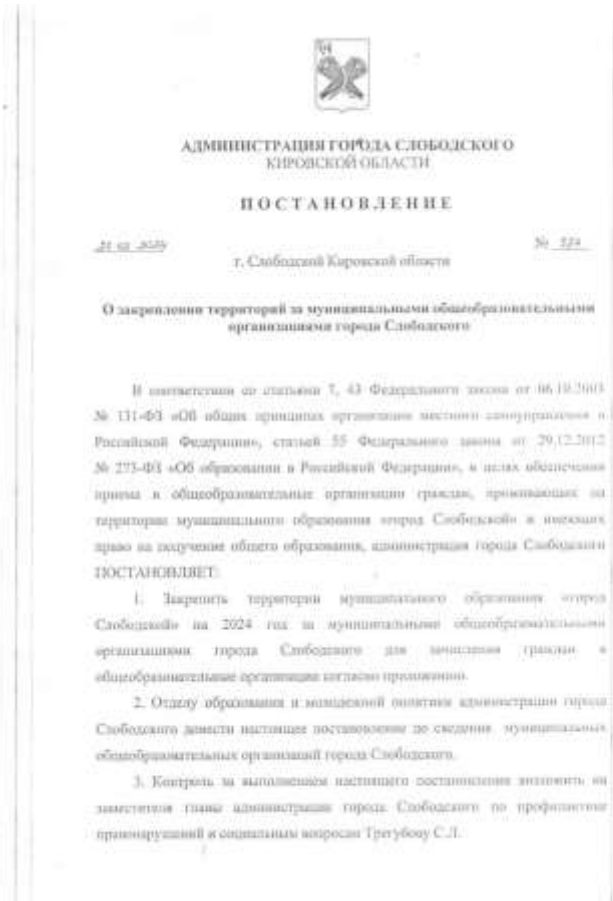 АДМИНИСТРАЦИЯ ГОРОДА СЛОБОДСКОГО
КИРОВСКОЙ ОБЛАСТИ
ПОСТАНОВЛЕНИЕ
№
г. Слободской Кировской области
О закреплении территорий за муниципальными общеобразовательными
организациями города Слободского
В соответствии со статьями 7, 43 Федерального закона от 06.10.2003
№ 131-ФЗ «Об общих принципах организации местного самоуправления в
Российской Федерации», статьей 55 Федерального закона от 29.12.2012
№ 273-ФЗ «Об образовании в Российской Федерации», в целях обеспечения
приема в общеобразовательные организации граждан, проживающих на
территории муниципального образования «город Слободской» и имеющих
право на получение общего образования, администрация города Слободского
ПОСТАНОВЛЯЕТ:
1. Закрепить территории муниципального образования «город
Слободской» на 2024 год за муниципальными общеобразовательными
организациями города Слободского для зачисления граждан в
общеобразовательные организации согласно приложению.
2. Отделу образования и молодежной политики администрации города
Слободского довести настоящее постановление до сведения муниципальных
общеобразовательных организаций города Слободского.
3. Контроль за выполнением настоящего постановления возложить на
заместителя главы администрации города Слободского по профилактике
правонарушений и социальным вопросам Трегубову С.Л.